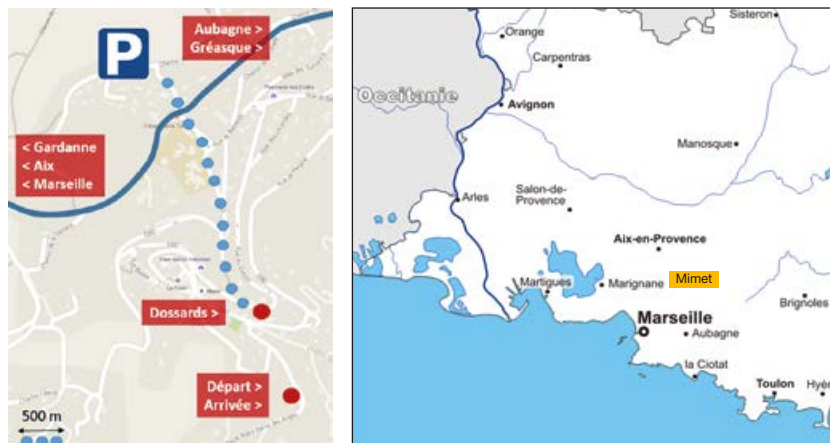 Aubagne >
Gréasque >
P
< Gardanne
< Aix
< Marseille
Dossards >
Départ >
Arrivée >
500 m
Sisteron
Orange
Carpentras
Occitanie
Avignon
Manosque
Arles
Salon-de-
Provence
Aix-en-Provence
Mimet
Martigues
Marignane
Brignoles
Marseille
Aubagne
la Ciotat
Toulon
Hyèr